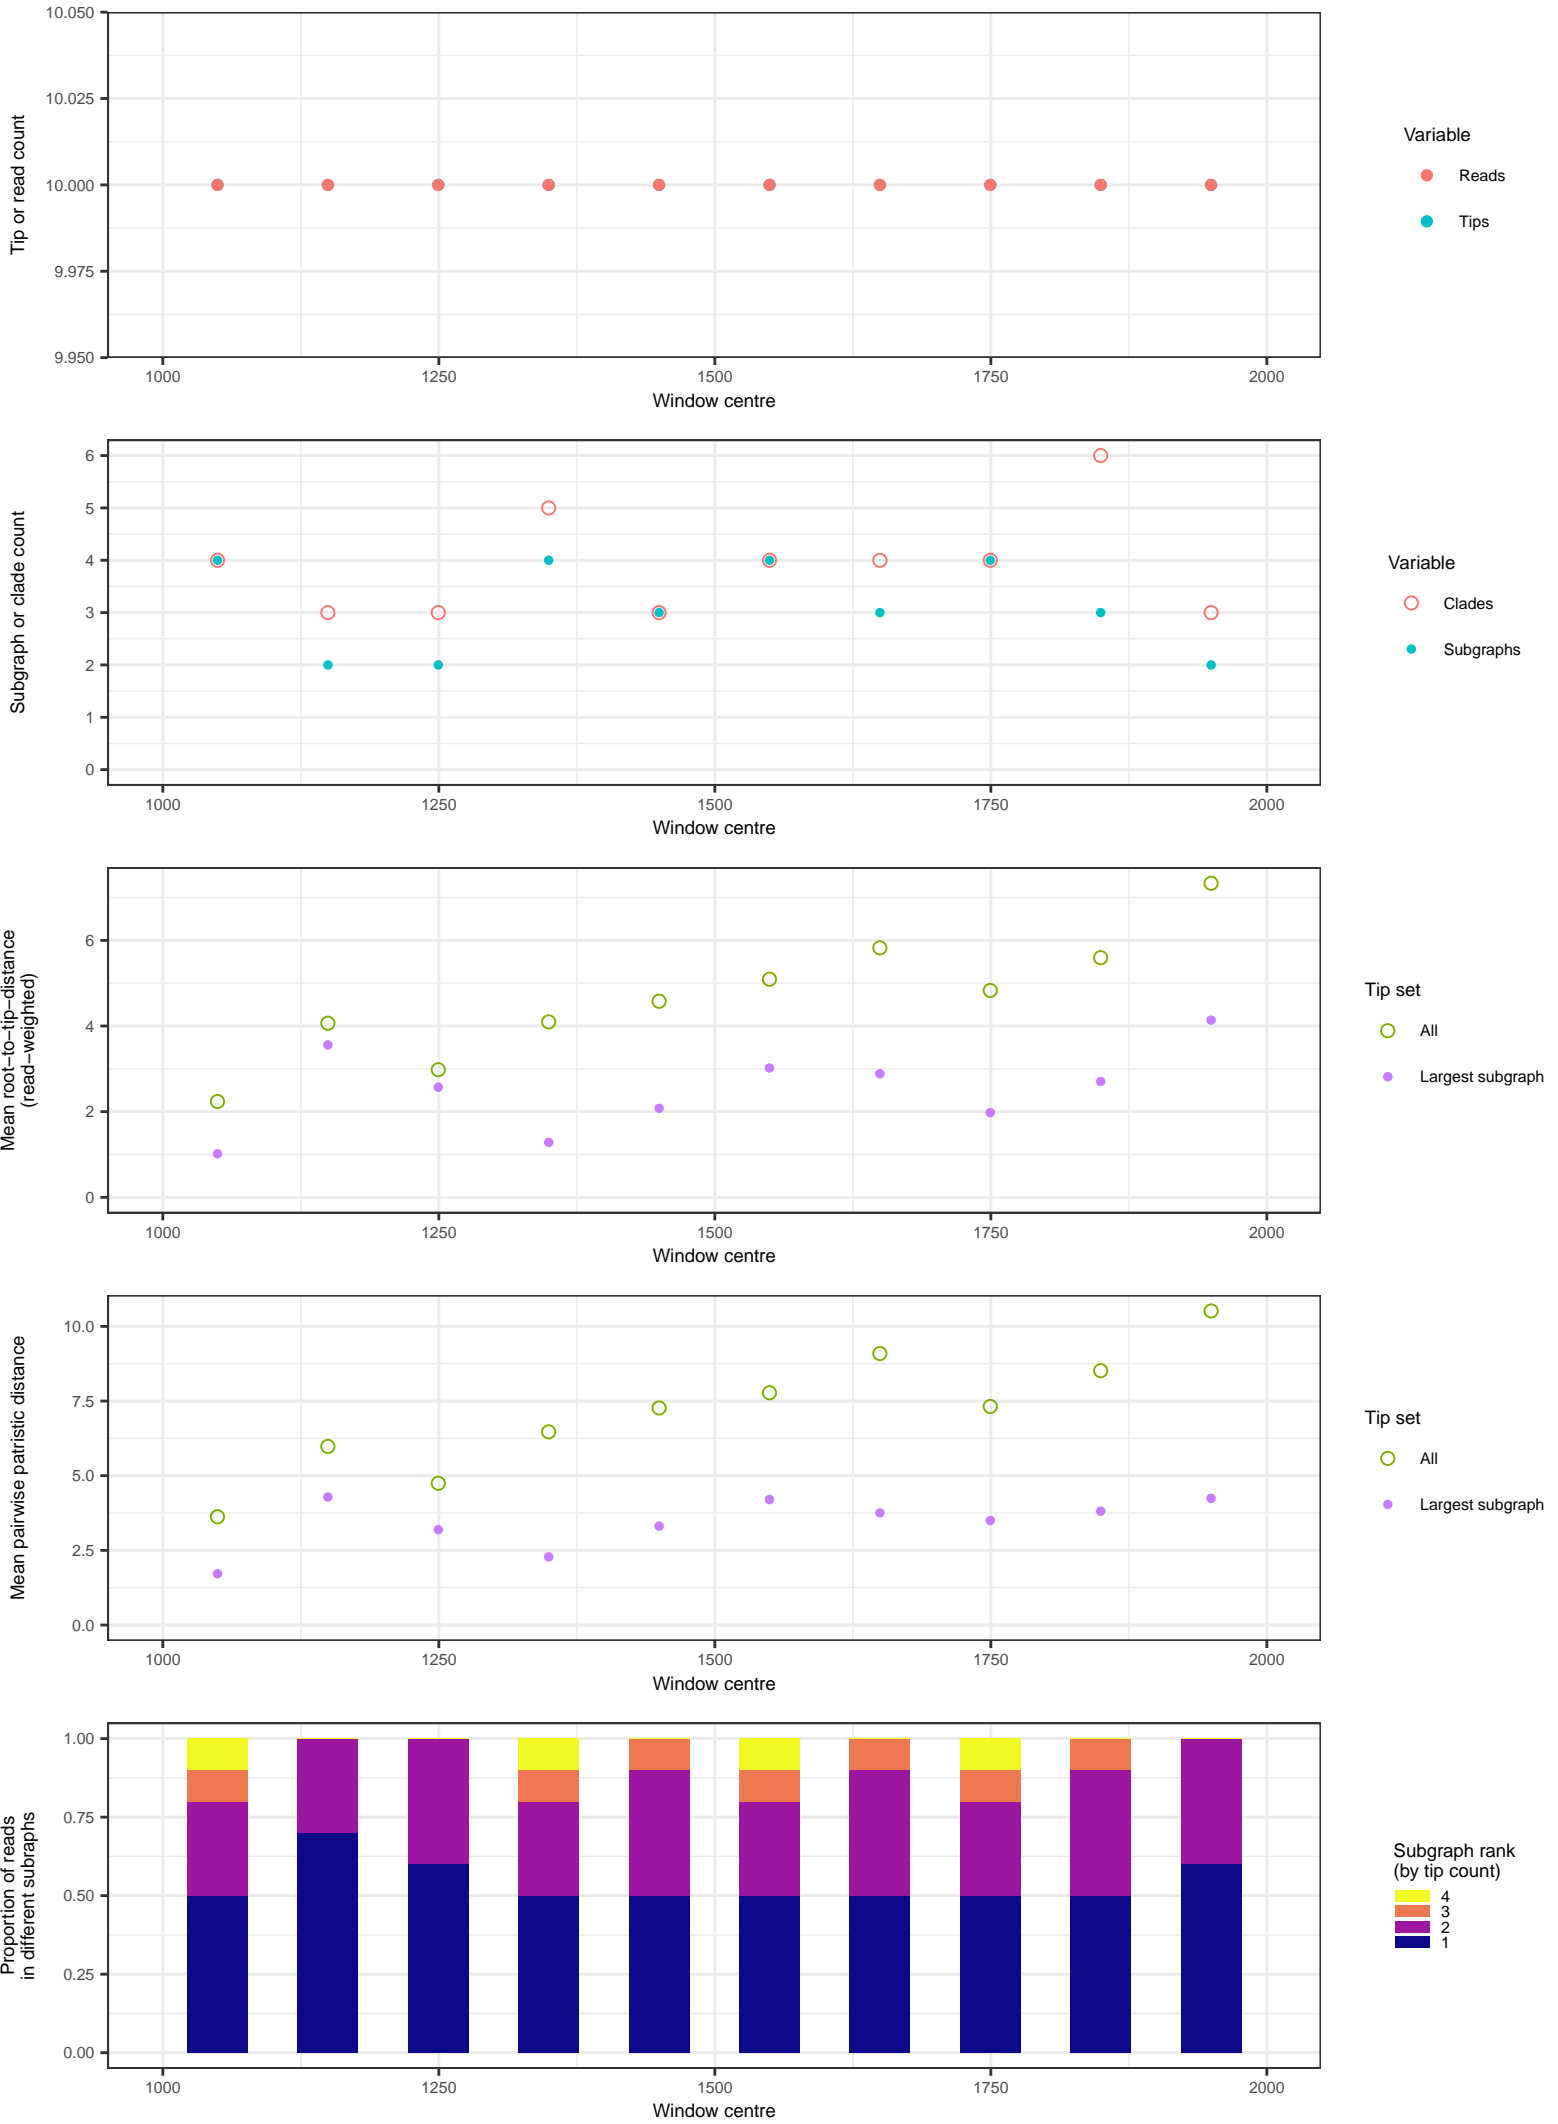 10.050
10.025
10.000
9.975
9.950
Tip or read count
1000 1250 1500 1750 2000
Window centre
Variable
Reads
Tips
6
5
4
3
2
1
0
Subgraph or clade count
1000 1250 1500 1750 2000
Window centre
Variable
Clades
Subgraphs
6
4
2
0
Mean root−to−tip−distance
(read−weighted)
1000 1250 1500 1750 2000
Window centre
Tip set
All
Largest subgraph
10.0
7.5
5.0
2.5
0.0
Mean pairwise patristic distance
1000 1250 1500 1750 2000
Window centre
Tip set
All
Largest subgraph
1.00
0.75
0.50
0.25
0.00
Proportion of reads
in different subraphs
1000 1250 1500 1750 2000
Window centre
Subgraph rank
(by tip count)
4
3
2
1